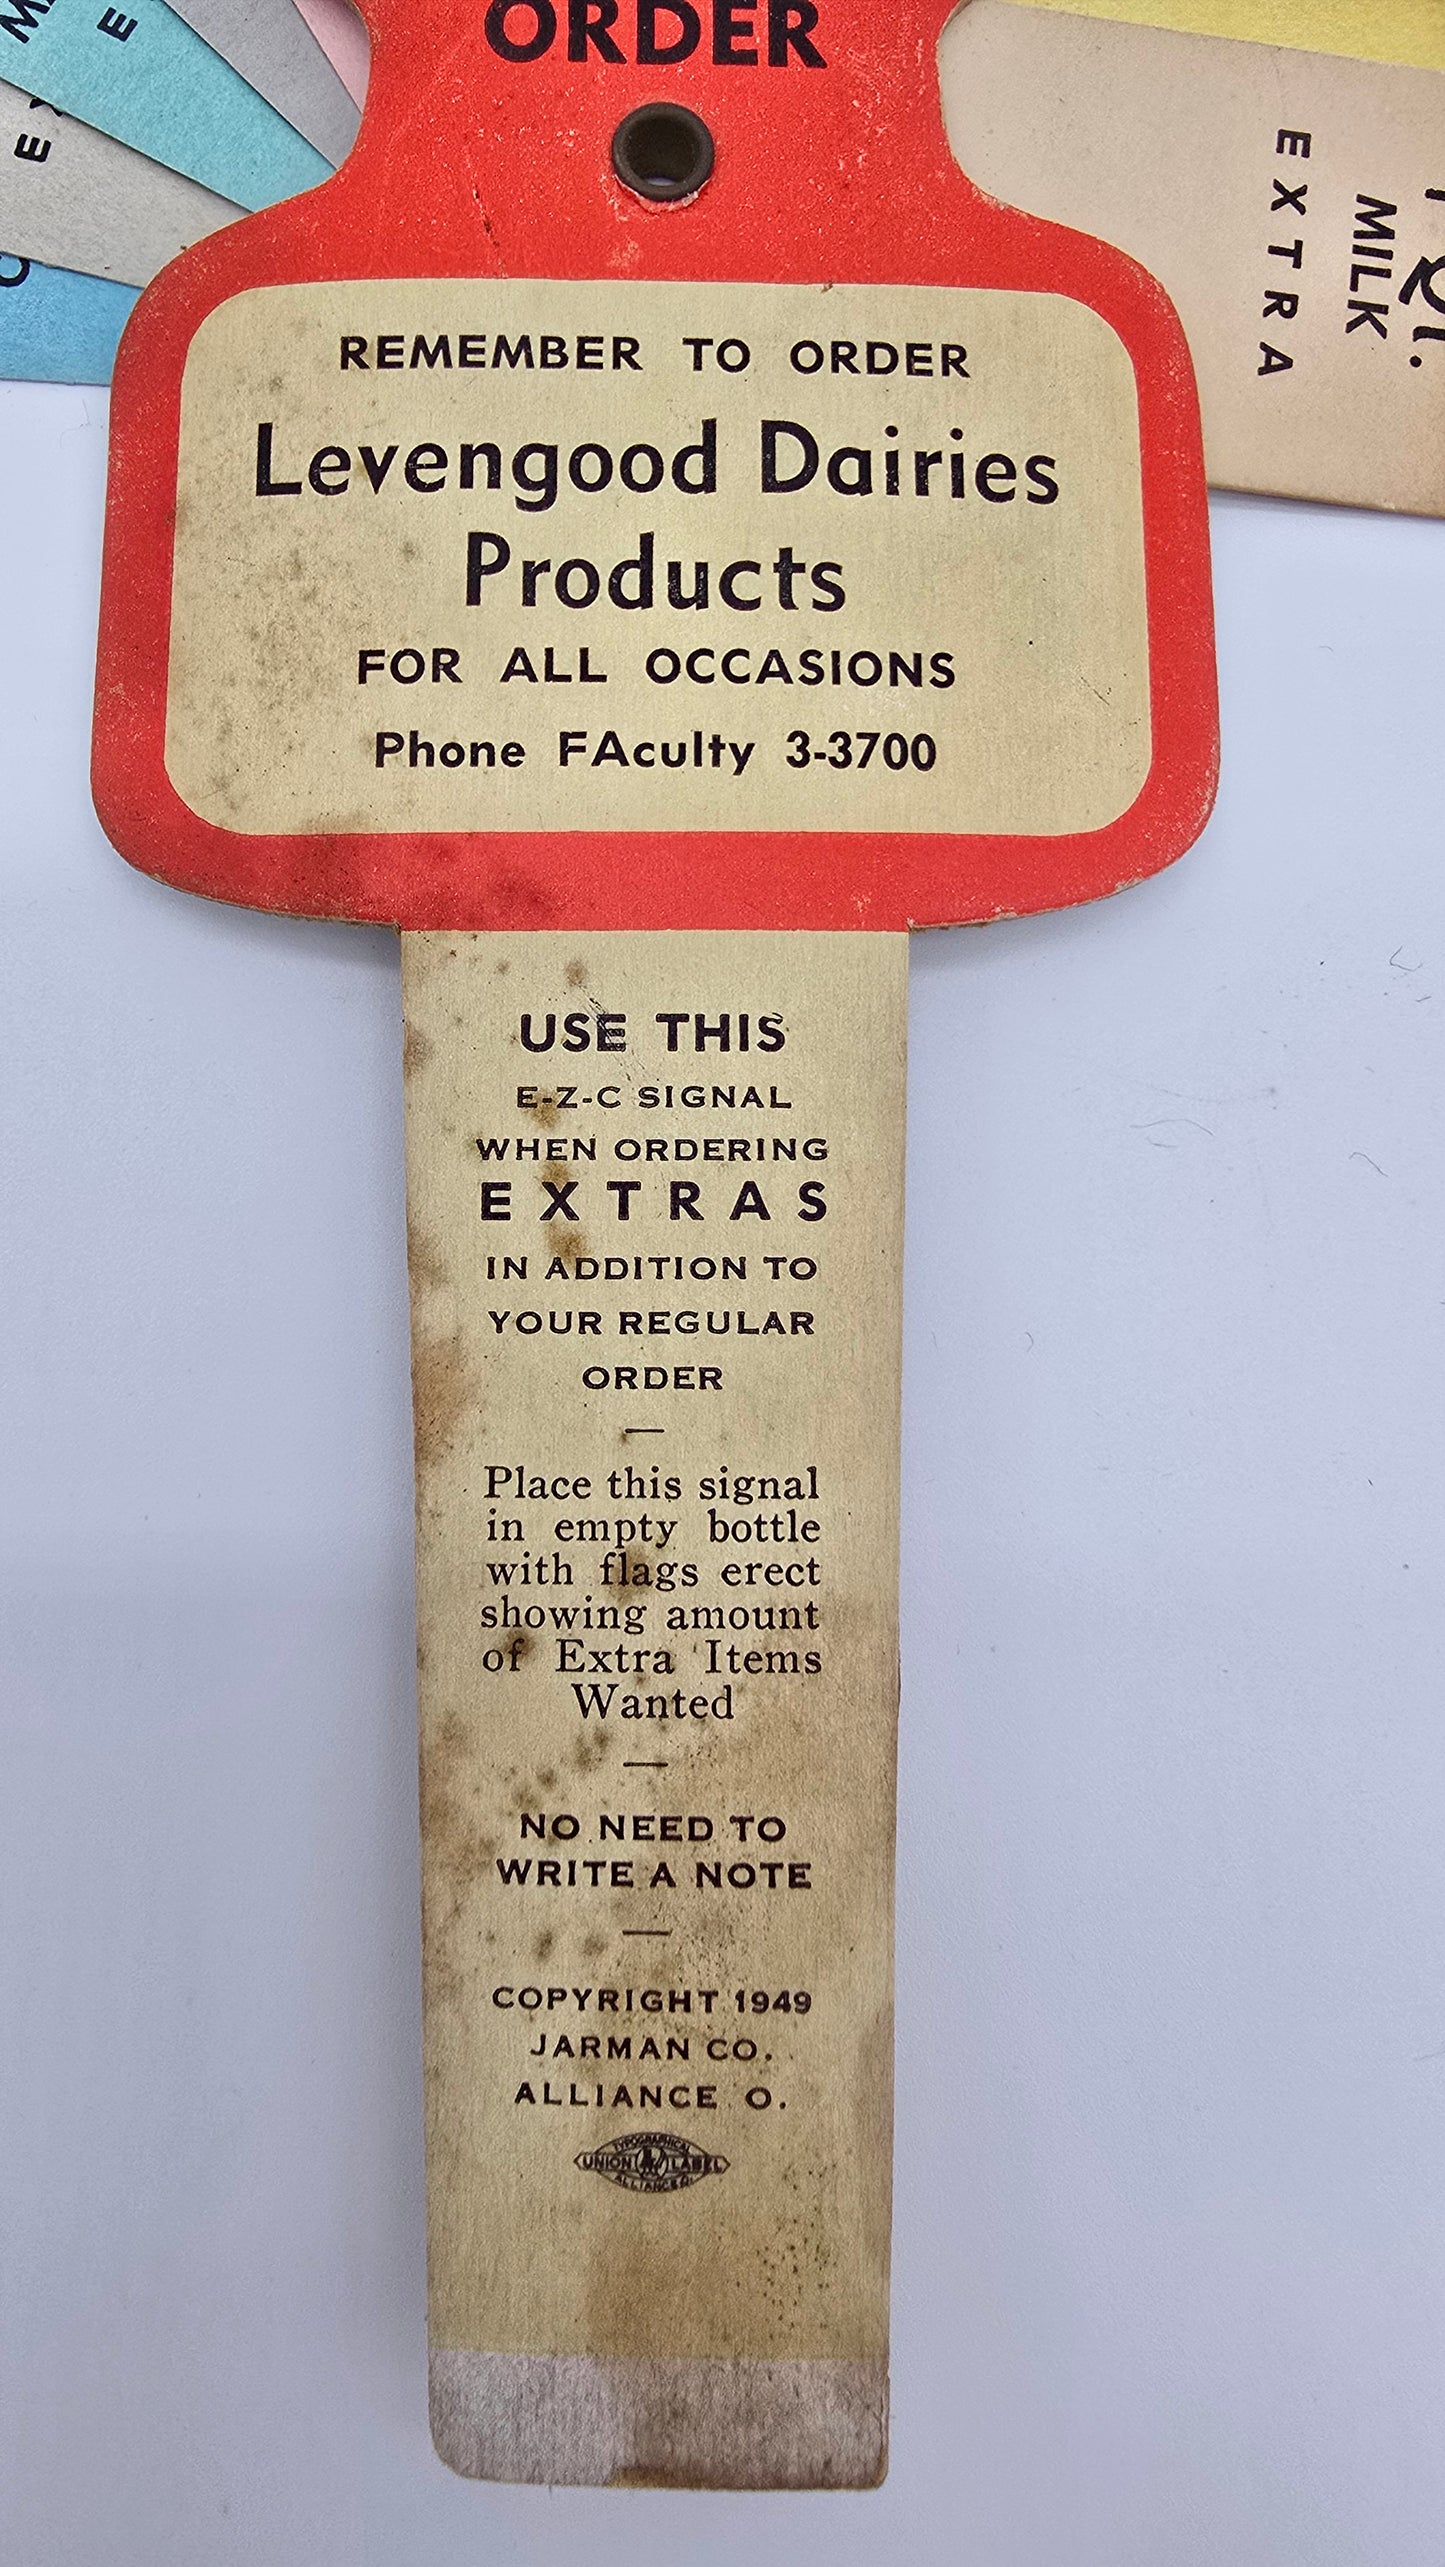 ORDER
REMEMBER TO ORDER
Levengood Dairies
Products
FOR ALL OCCASIONS
Phone FAculty 3-3700
USE THIS
E-Z-C SIGNAL
WHEN ORDERING
EXTRAS
IN ADDITION TO
YOUR REGULAR
ORDER
—
Place this signal
in empty bottle
with flags erect
showing amount
of Extra Items
Wanted
—
NO NEED TO
WRITE A NOTE
—
COPYRIGHT 1949
JARMAN CO.
ALLIANCE O.
TYPOGRAPHICAL
UNION LABEL
ALLIANCE O.
MILK
EXTRA